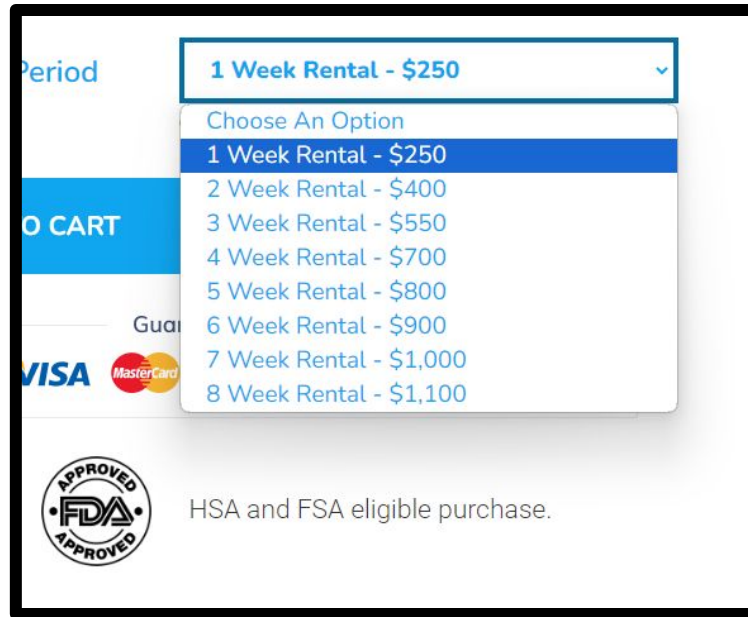 Period
1 Week Rental - $250
Choose An Option
1 Week Rental - $250
2 Week Rental - $400
O CART
3 Week Rental - $550
4 Week Rental - $700
5 Week Rental - $800
Guar
6 Week Rental - $900
VISA
MasterCard
7 Week Rental - $1,000
8 Week Rental - $1,100
APPROVED
FDA
APPROVED
HSA and FSA eligible purchase.